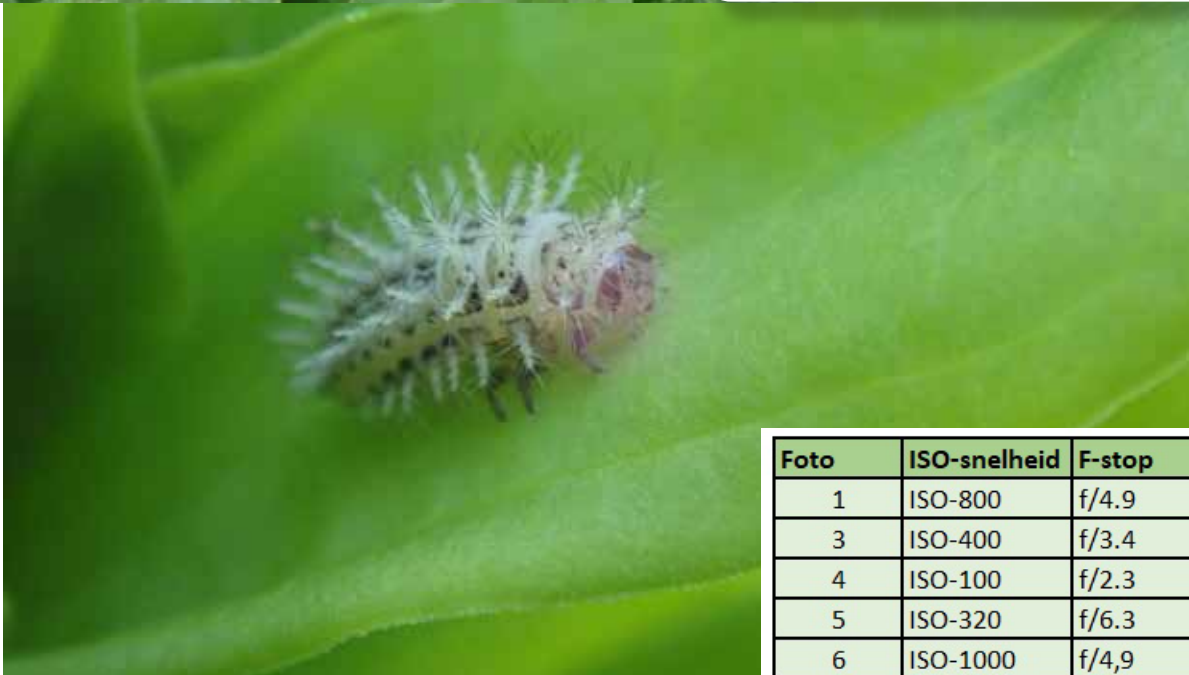 Foto ISO-snelheid F-stop
1 ISO-800 f/4.9
3 ISO-400 f/3.4
4 ISO-100 f/2.3
5 ISO-320 f/6.3
6 ISO-1000 f/4,9